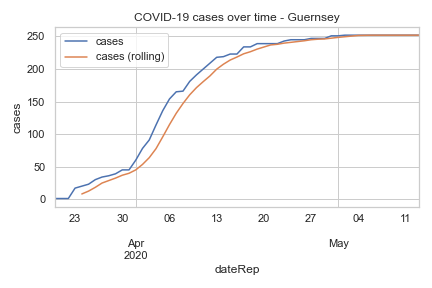 COVID-19 cases over time - Guernsey
cases
cases (rolling)
cases
250
200
150
100
50
0
23 30 06 13 20 27 04 11
Apr May
2020
dateRep